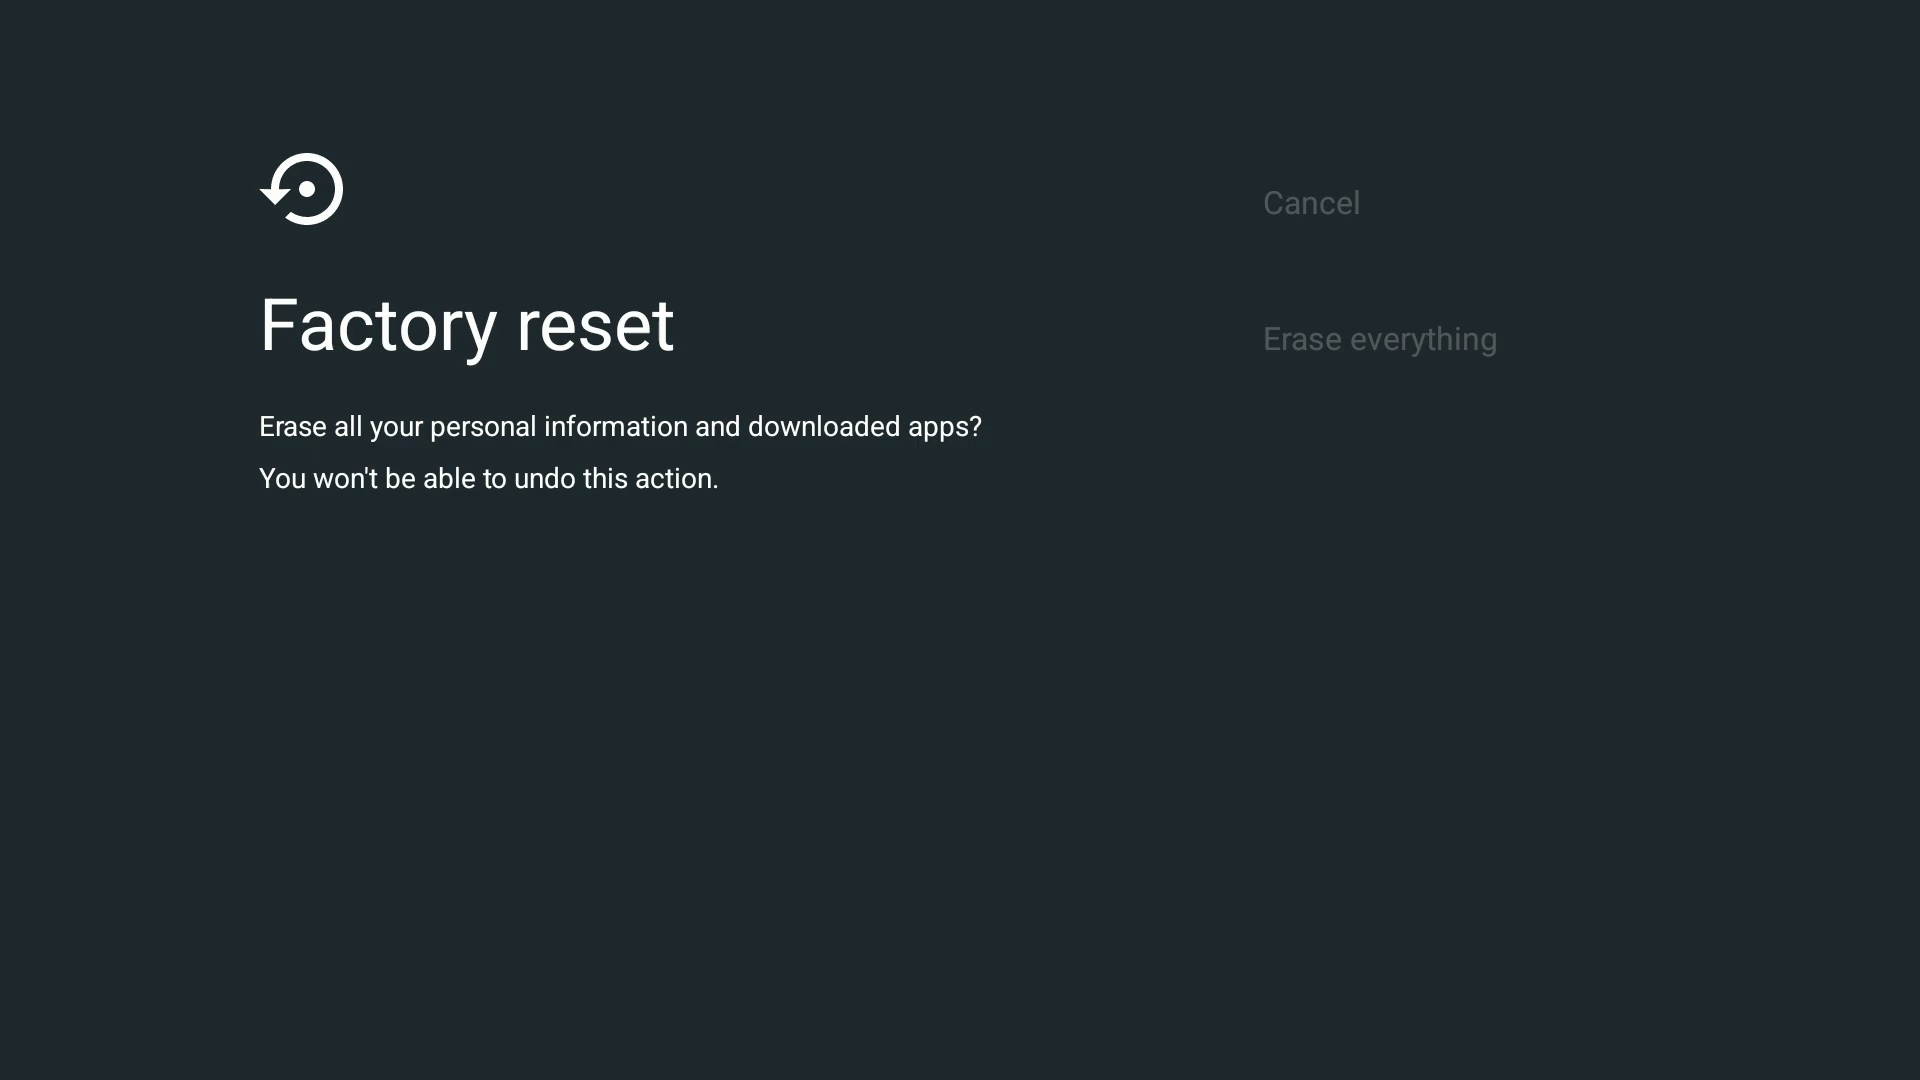 Factory reset
Erase all your personal information and downloaded apps?
You won't be able to undo this action.
Cancel
Erase everything